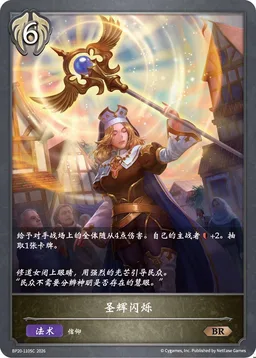 6
给予对手战场上的全体随从4点伤害。自己的主战者+2。抽
取1张卡牌。
修道女闭上眼睛，用强烈的光芒引导民众。
“民众不需要分辨神明是否存在的慧眼。”
圣辉闪烁
法术 信仰
BR
© Cygames, Inc. Published by NetEase Games